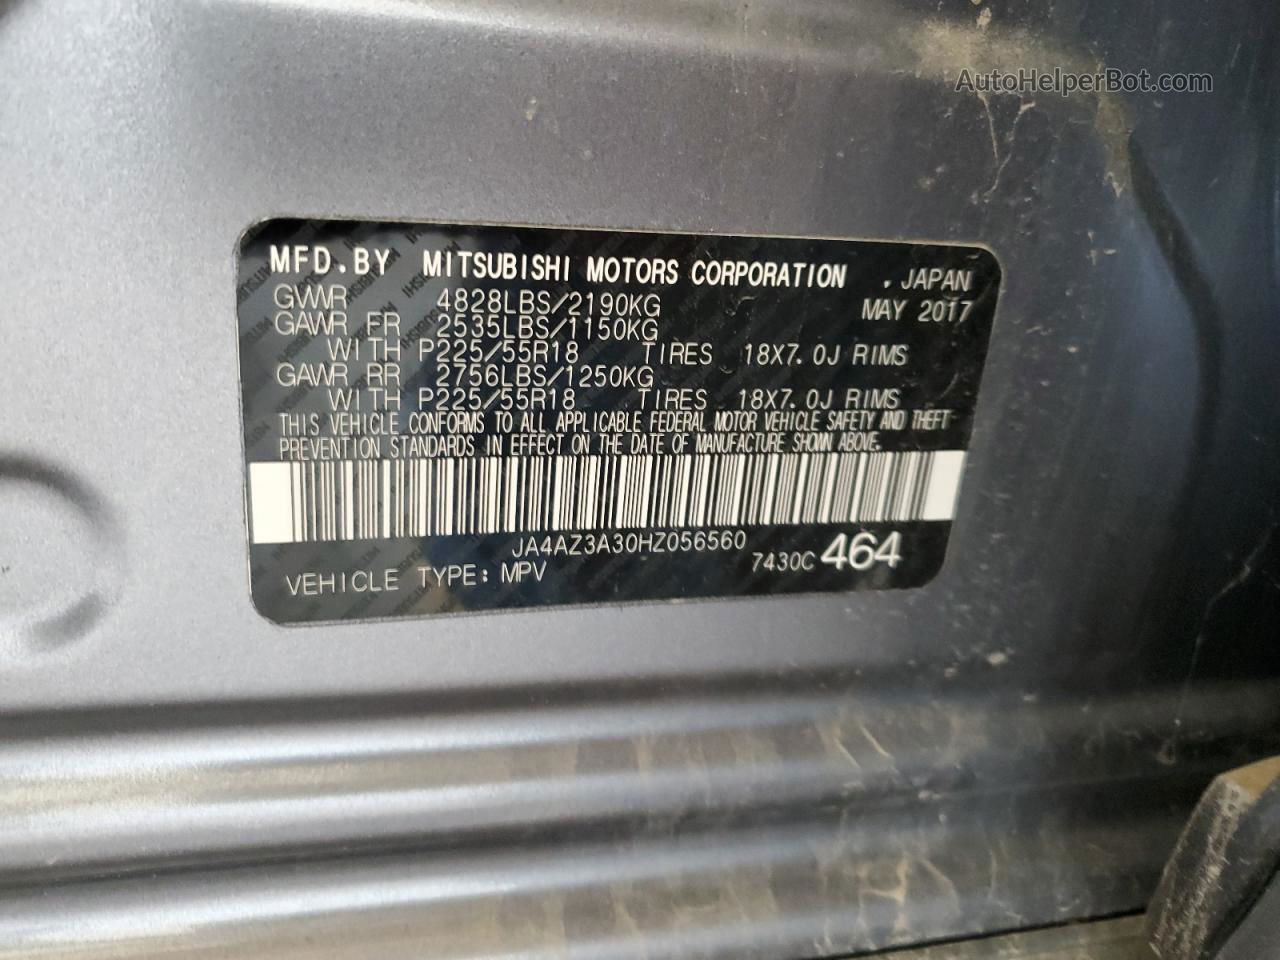 AutoHelperBot.com
MFD.BY MITSUBISHI MOTORS CORPORATION , JAPAN
GWWR 4828LBS/2190KG MAY 2017
GAWR FR 2535LBS/1150KG
WITH P225/55R18 TIRES 18X7.0J RIMS
GAWR RR 2756LBS/1250KG
WITH P225/55R18 TIRES 18X7.0J RIMS
THIS VEHICLE CONFORMS TO ALL APPLICABLE FEDERAL MOTOR VEHICLE SAFETY AND THEFT
PREVENTION STANDARDS IN EFFECT ON THE DATE OF MANUFACTURE SHOWN ABOVE.
JA4AZ3A30HZ056560
VEHICLE TYPE: MPV 7430C 464